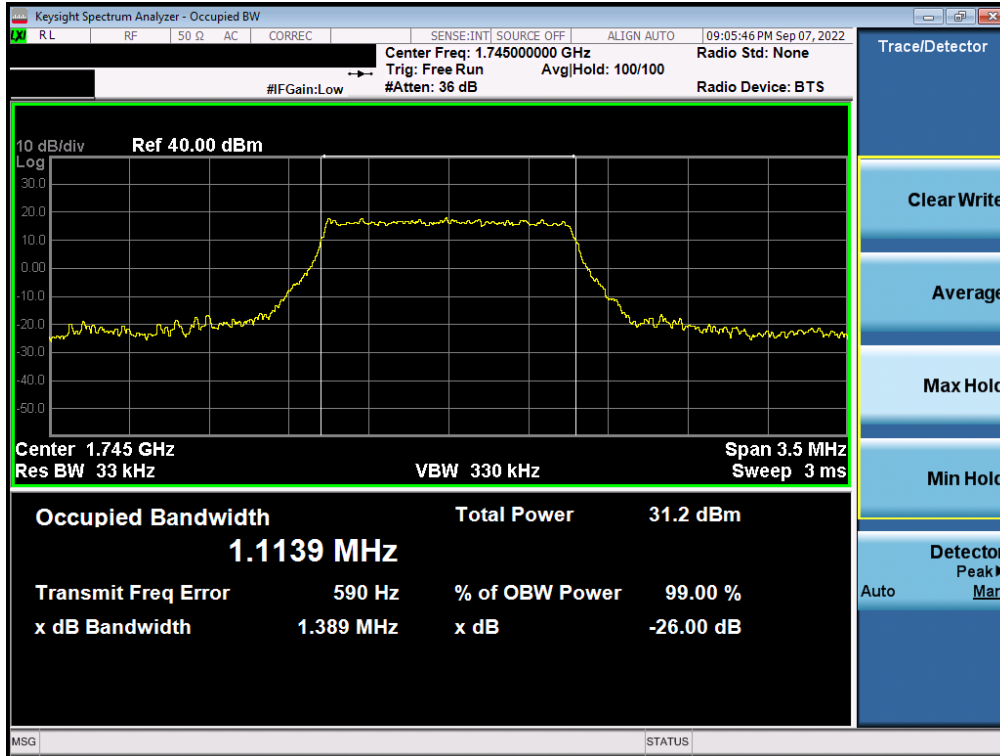 Keysight Spectrum Analyzer - Occupied BW
LXI RL RF 50 Ω AC CORREC SENSE:INT SOURCE OFF ALIGN AUTO 09:05:46 PM Sep 07, 2022
Center Freq: 1.745000000 GHz Radio Std: None
Trig: Free Run Avg|Hold: 100/100
#IFGain:Low #Atten: 36 dB Radio Device: BTS
10 dB/div Ref 40.00 dBm
Log
30.0
20.0
10.0
0.00
-10.0
-20.0
-30.0
-40.0
-50.0
Center 1.745 GHz Span 3.5 MHz
Res BW 33 kHz VBW 330 kHz Sweep 3 ms
Occupied Bandwidth Total Power 31.2 dBm
1.1139 MHz
Transmit Freq Error 590 Hz % of OBW Power 99.00 %
x dB Bandwidth 1.389 MHz x dB -26.00 dB
Trace/Detector
Clear Write
Average
Max Hold
Min Hold
Detector
Peak
Auto Man
MSG STATUS